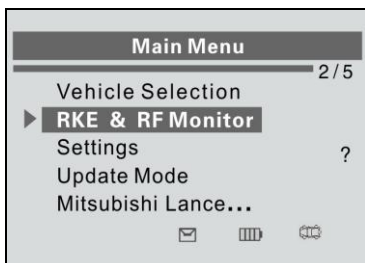 Main Menu
2/5
Vehicle Selection
RKE & RF Monitor
Settings
?
Update Mode
Mitsubishi Lance...